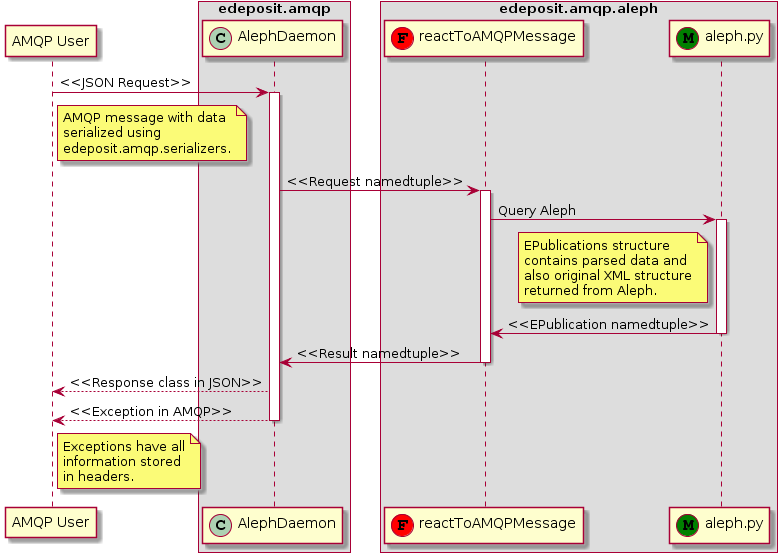 edeposit.amqp
edeposit.amqp.aleph
AMQP User
C AlephDaemon
F reactToAMQPMessage
M aleph.py
<<JSON Request>>
AMQP message with data
serialized using
edeposit.amqp.serializers.
<<Request namedtuple>>
Query Aleph
EPublications structure
contains parsed data and
also original XML structure
returned from Aleph.
<<EPublication namedtuple>>
<<Result namedtuple>>
<<Response class in JSON>>
<<Exception in AMQP>>
Exceptions have all
information stored
in headers.
AMQP User
C AlephDaemon
F reactToAMQPMessage
M aleph.py